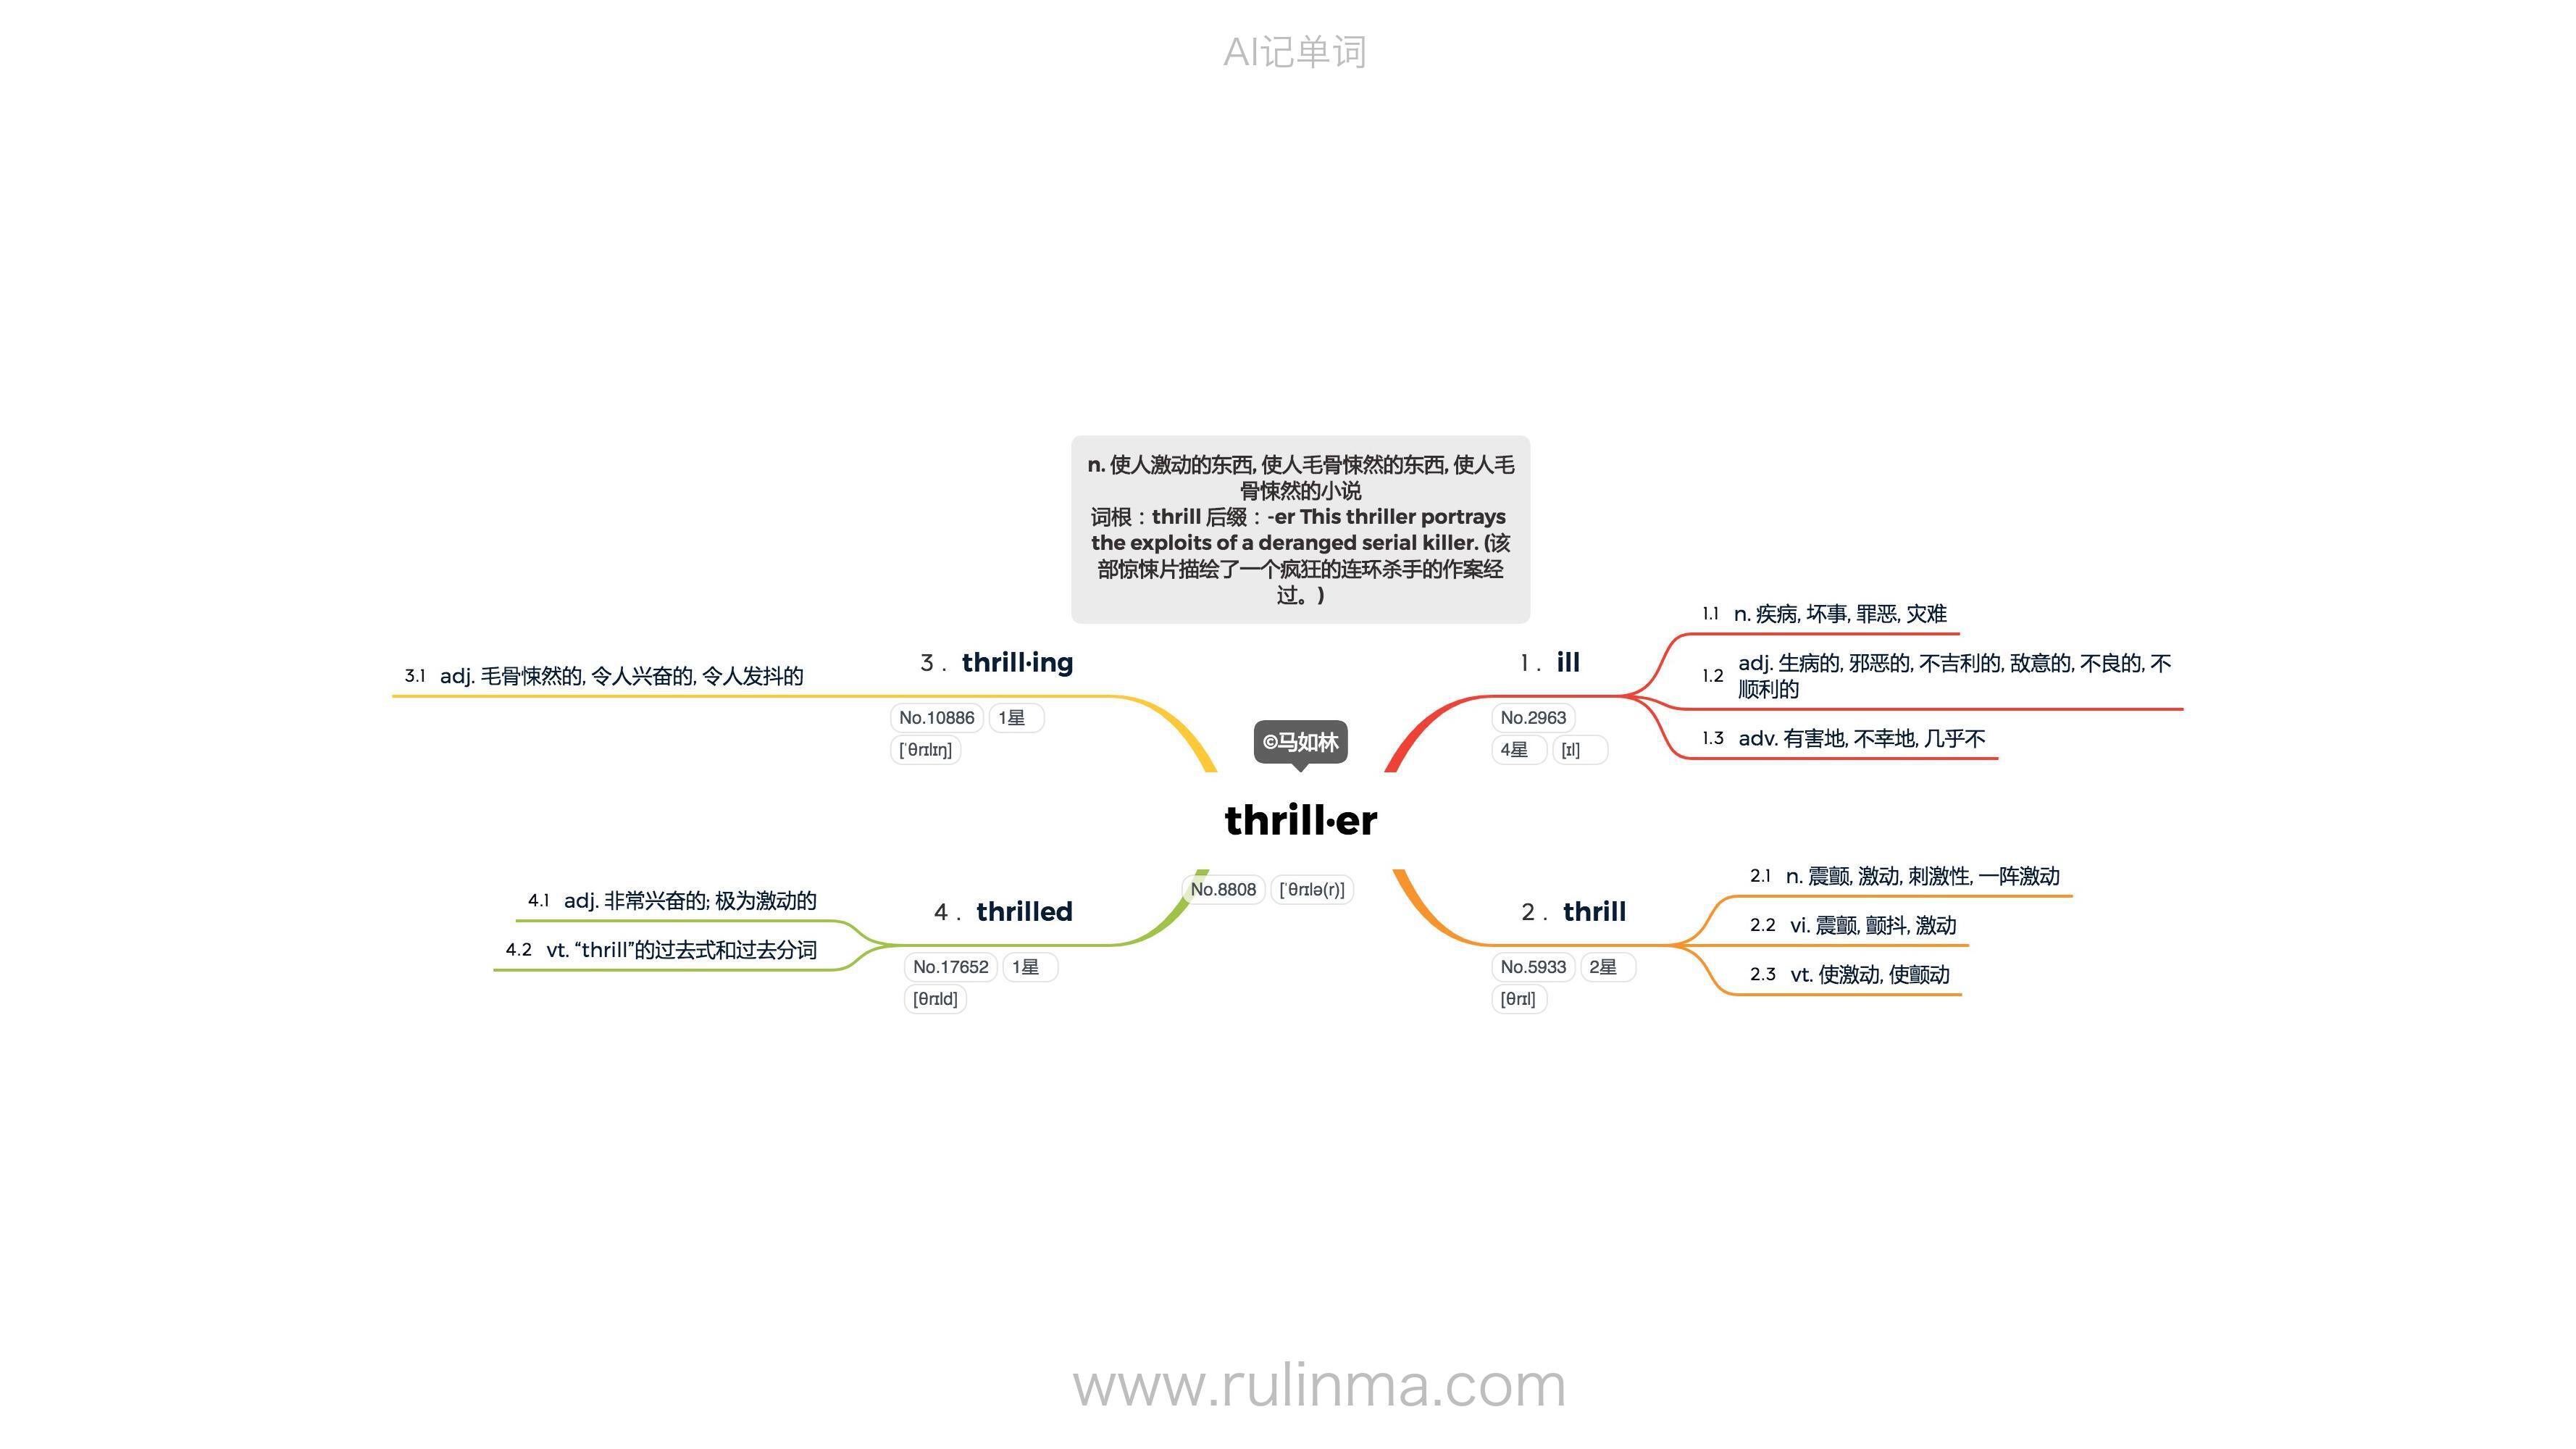 AI记单词
n. 使人激动的东西, 使人毛骨悚然的东西, 使人毛
骨悚然的小说
词根：thrill 后缀：-er This thriller portrays
the exploits of a deranged serial killer. (该
部惊悚片描绘了一个疯狂的连环杀手的作案经
过。)
©马如林
thrill·er
No.8808 [ˈθrɪlə(r)]
1. ill
No.2963
4星 [ɪl]
1.1 n. 疾病, 坏事, 罪恶, 灾难
1.2 adj. 生病的, 邪恶的, 不吉利的, 敌意的, 不良的, 不
顺利的
1.3 adv. 有害地, 不幸地, 几乎不
2. thrill
No.5933 2星
[θrɪl]
2.1 n. 震颤, 激动, 刺激性, 一阵激动
2.2 vi. 震颤, 颤抖, 激动
2.3 vt. 使激动, 使颤动
3. thrill·ing
No.10886 1星
[ˈθrɪlɪŋ]
3.1 adj. 毛骨悚然的, 令人兴奋的, 令人发抖的
4. thrilled
No.17652 1星
[θrɪld]
4.1 adj. 非常兴奋的; 极为激动的
4.2 vt. “thrill”的过去式和过去分词
www.rulinma.com